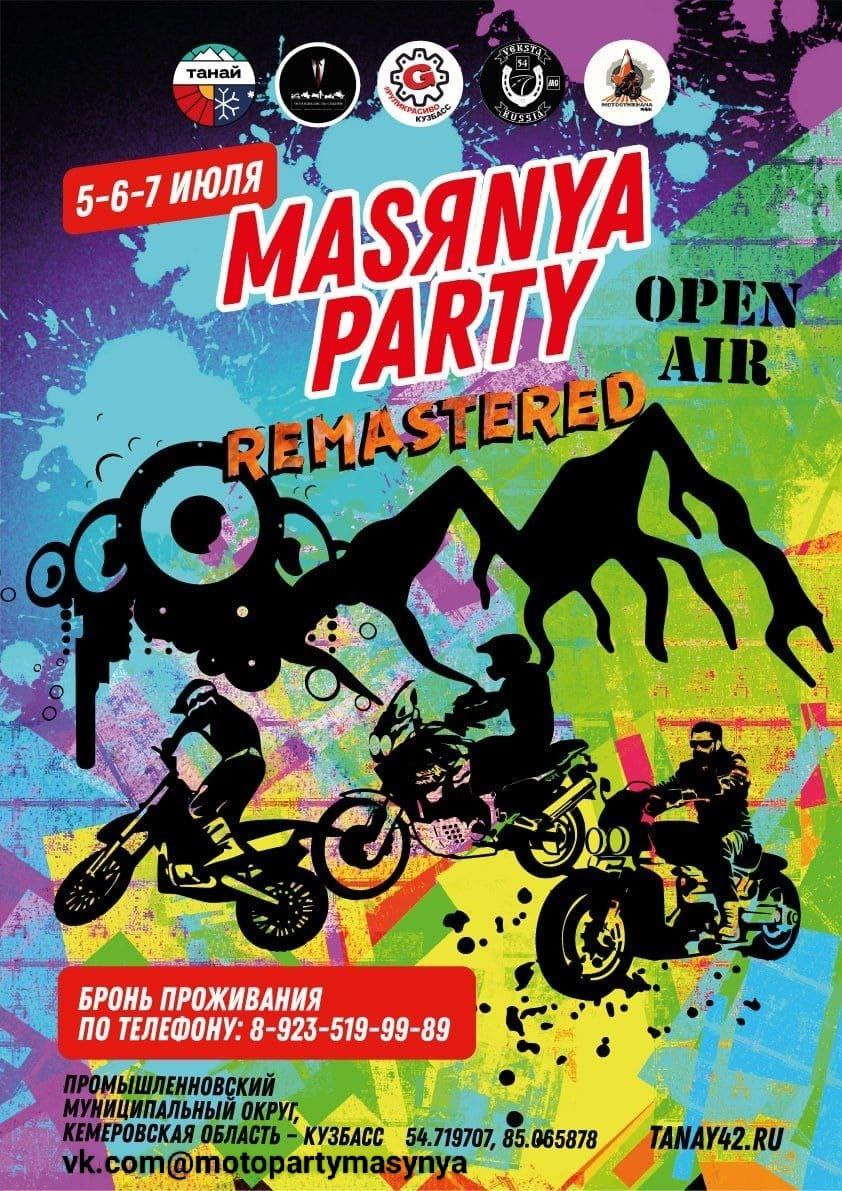 ТАНАЙ
#РУЛИКРАСИВО
КУЗБАСС
VEKSTA
54
MG
RUSSIA
МОТОДЖИМХАНА
5-6-7 ИЮЛЯ
MASЯNYA
PARTY
OPEN
AIR
REMASTERED
БРОНЬ ПРОЖИВАНИЯ
ПО ТЕЛЕФОНУ: 8-923-519-99-89
ПРОМЫШЛЕННОВСКИЙ
МУНИЦИПАЛЬНЫЙ ОКРУГ,
КЕМЕРОВСКАЯ ОБЛАСТЬ – КУЗБАСС 54.719707, 85.065878 TANAY42.RU
vk.com@motopartymasynya